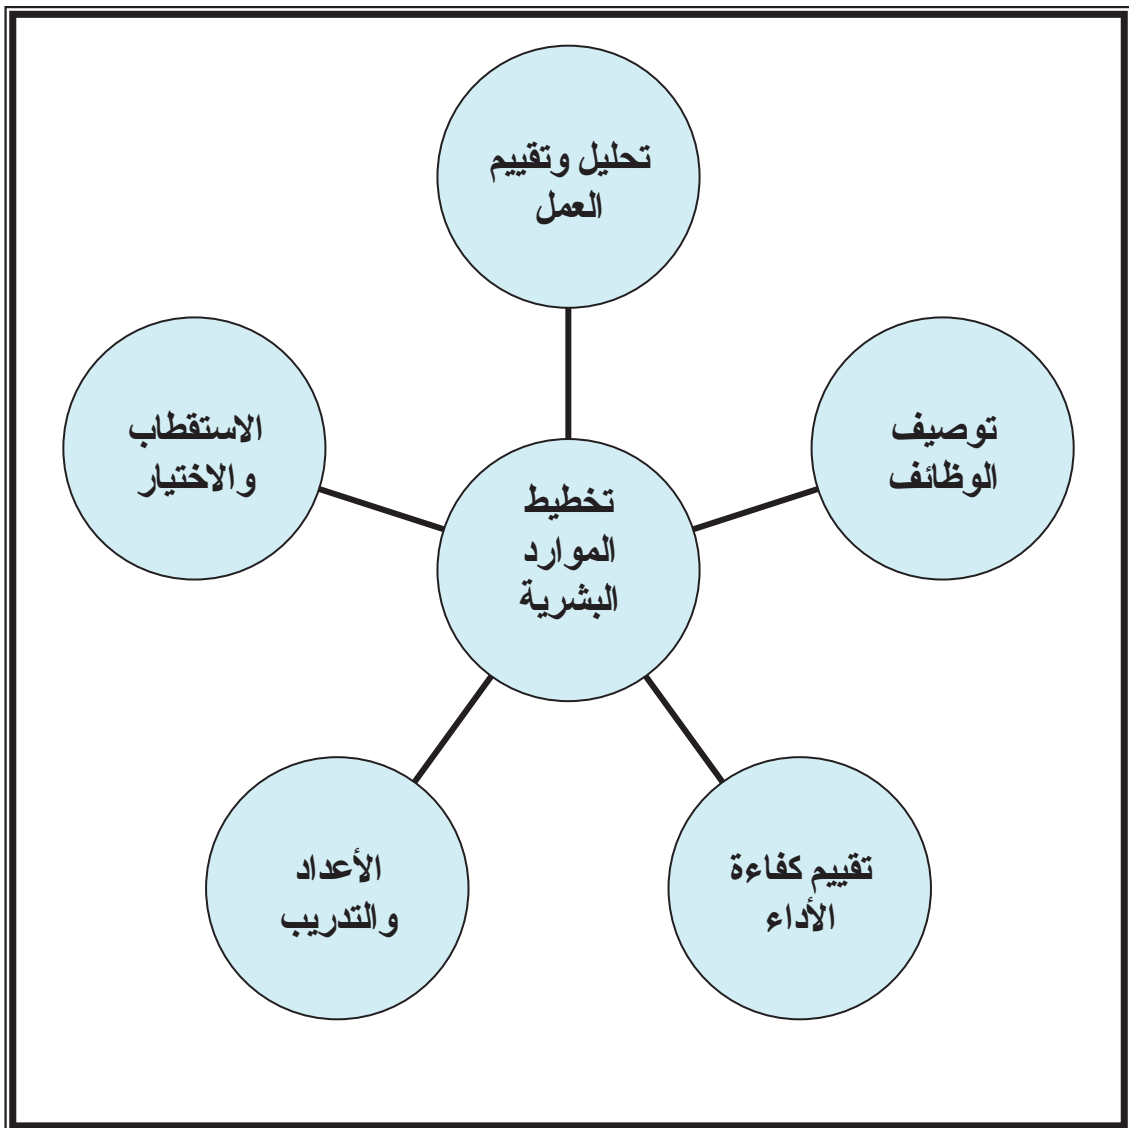 تحليل وتقييم
العمل
توصيف
الوظائف
الاستقطاب
والاختيار
تخطيط
الموارد
البشرية
تقييم كفاءة
الأداء
الأعداد
والتدريب